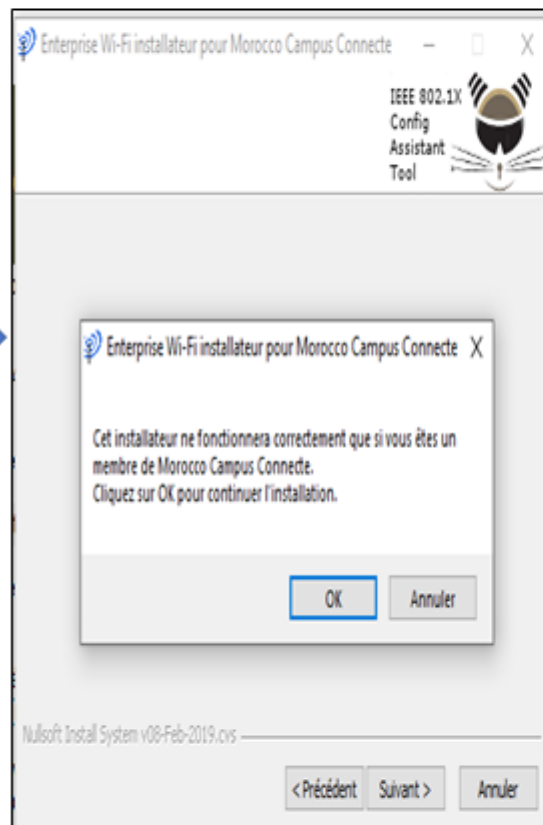 Enterprise Wi-Fi installateur pour Morocco Campus Connecte
IEEE 802.1X
Config
Assistant
Tool
Enterprise Wi-Fi installateur pour Morocco Campus Connecte
Cet installateur ne fonctionnera correctement que si vous êtes un
membre de Morocco Campus Connecte.
Cliquez sur OK pour continuer l'installation.
OK Annuler
Nullsoft Install System v08-Feb-2019.cvs
< Précédent Suivant > Annuler